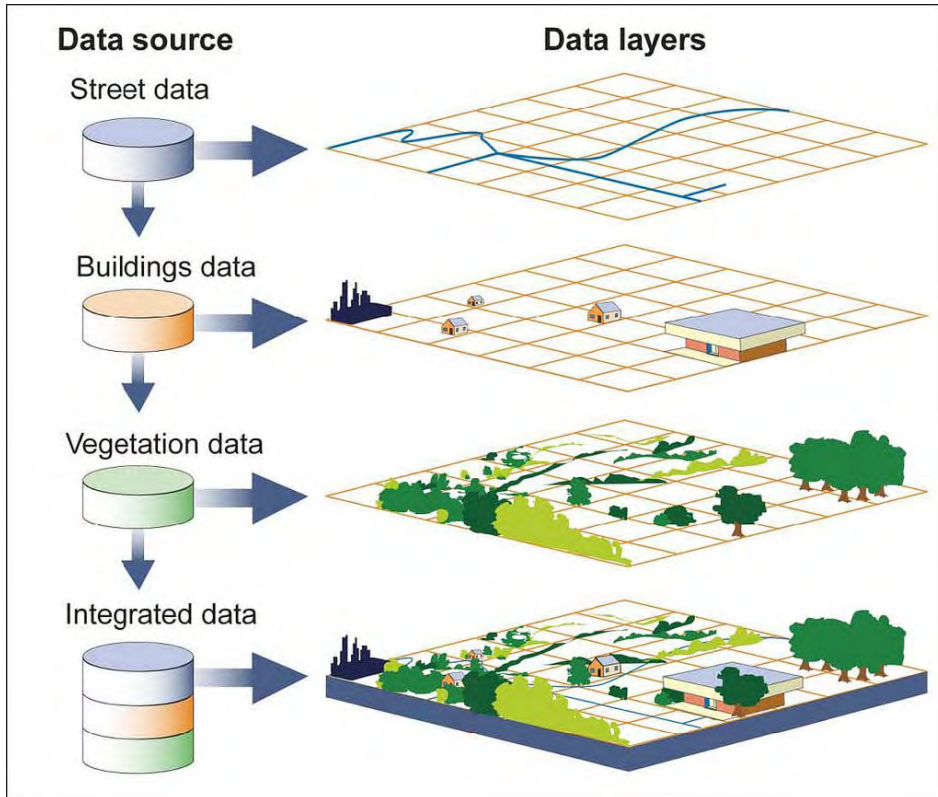 Data source
Data layers
Street data
Buildings data
Vegetation data
Integrated data